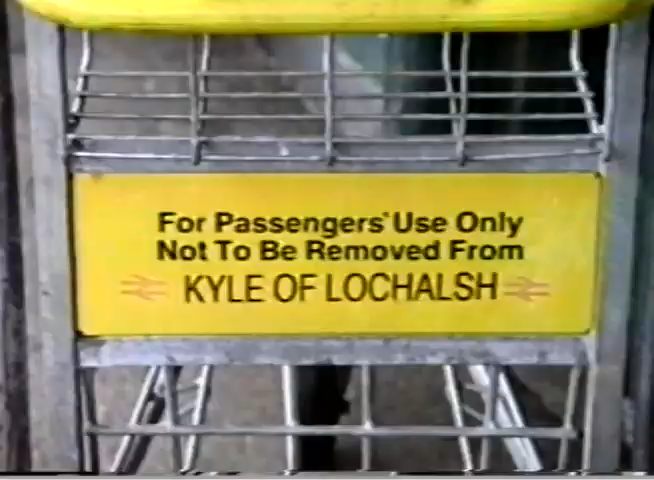 For Passengers' Use Only
Not To Be Removed From
KYLE OF LOCHALSH